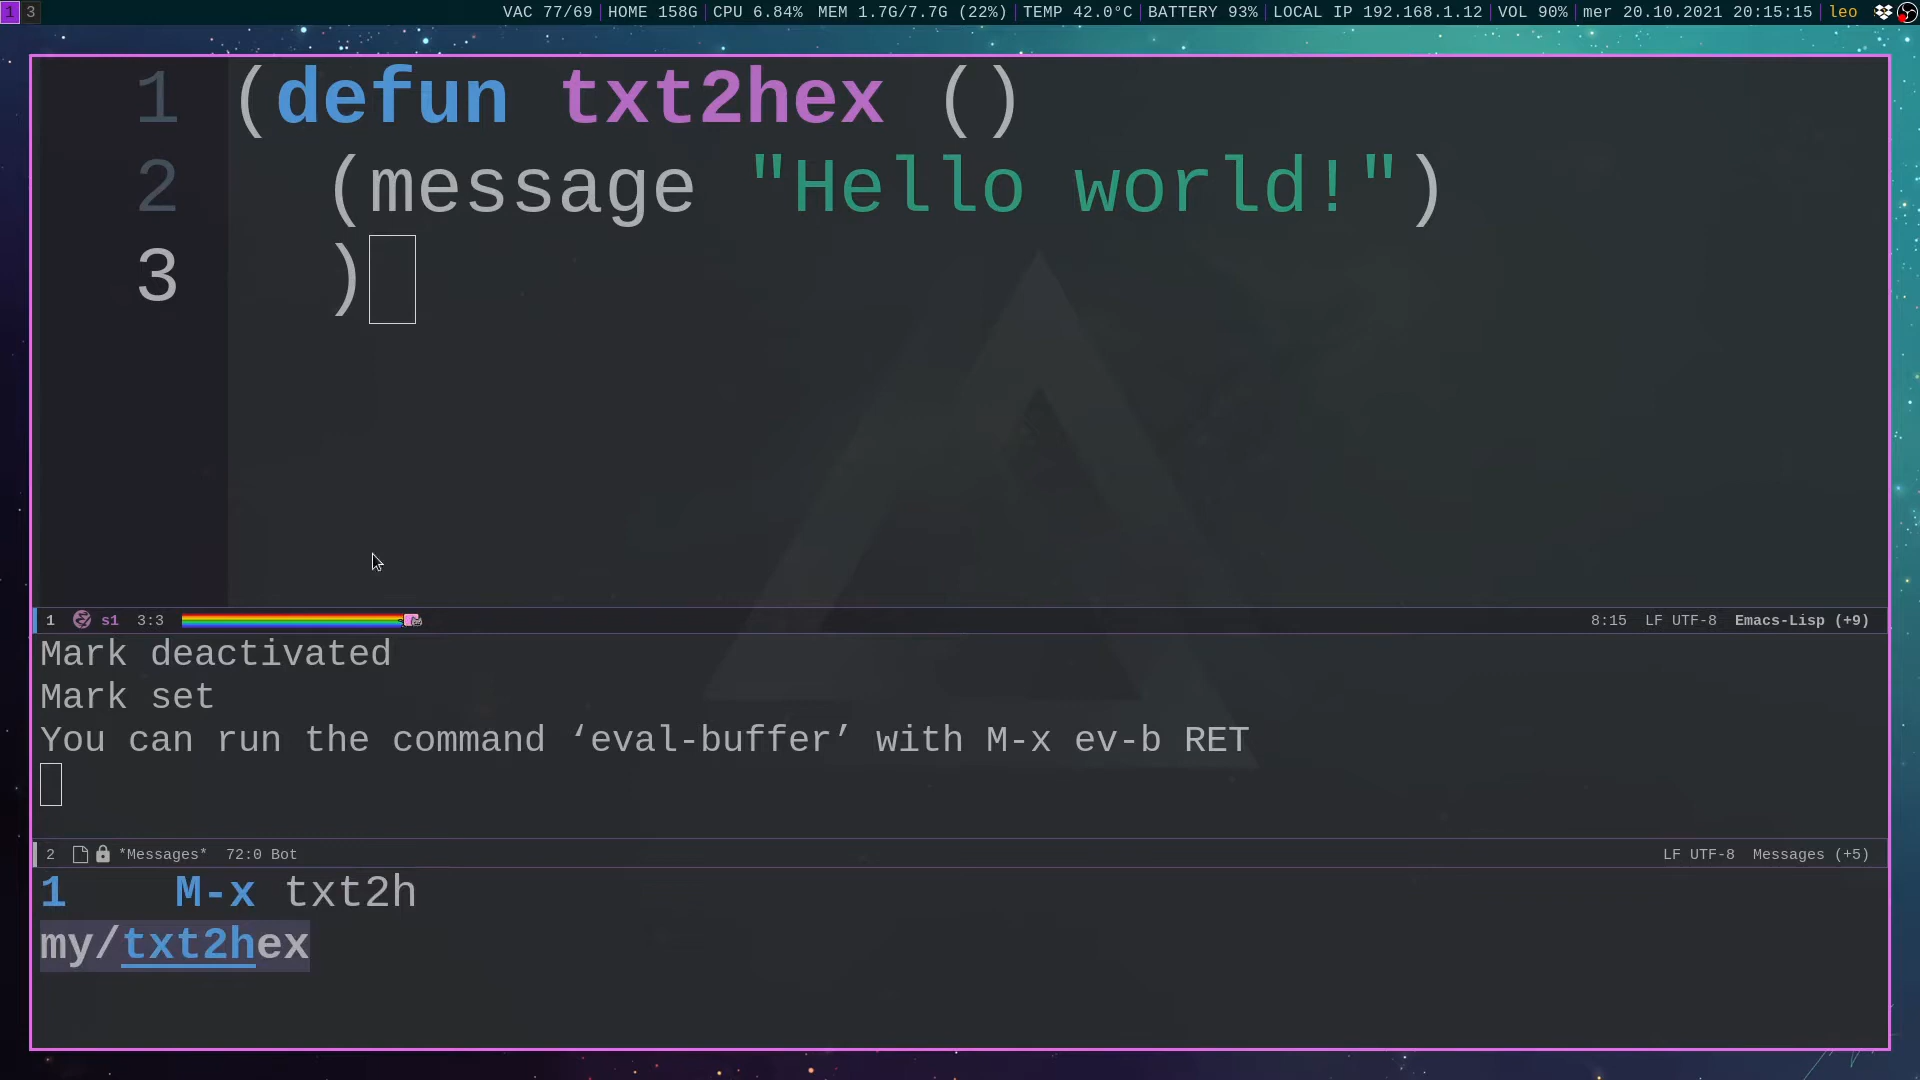 1 3 VAC 77/69 HOME 158G CPU 6.84% MEM 1.7G/7.7G (22%) TEMP 42.0°C BATTERY 93% LOCAL IP 192.168.1.12 VOL 90% mer 20.10.2021 20:15:15 leo
1 (defun txt2hex ()
2   (message "Hello world!")
3   )
1 s1 3:3 8:15 LF UTF-8 Emacs-Lisp (+9)
Mark deactivated
Mark set
You can run the command ‘eval-buffer’ with M-x ev-b RET
2 *Messages* 72:0 Bot LF UTF-8 Messages (+5)
1 M-x txt2h
my/txt2hex